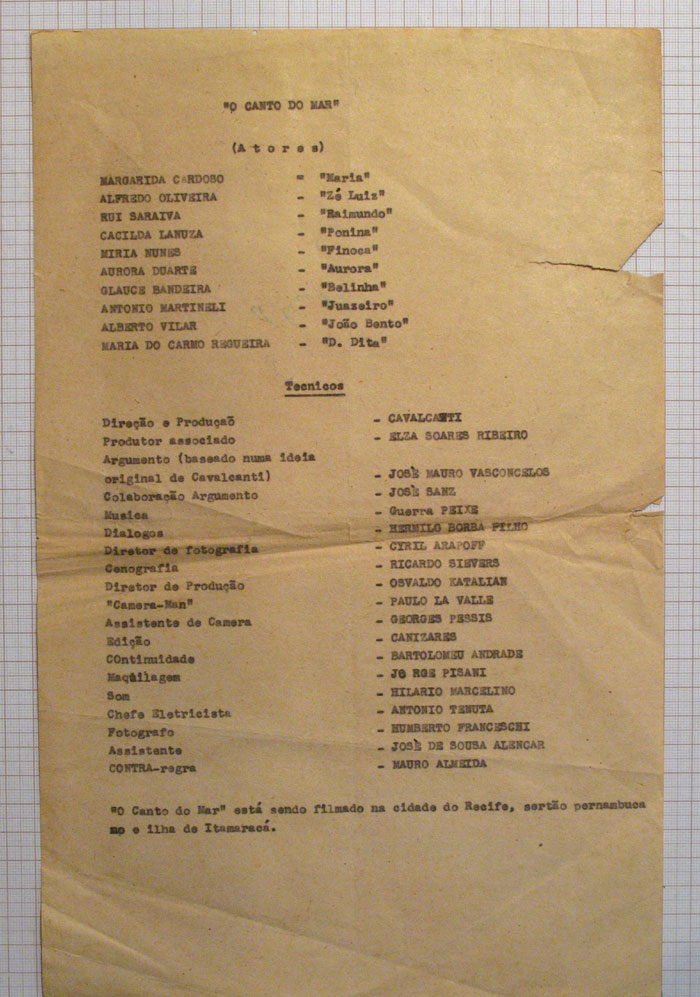 "O CANTO DO MAR"
(A t o r e s)
MARGARIDA CARDOSO = "Maria"
ALFREDO OLIVEIRA - "Zé Luiz"
RUI SARAIVA - "Raimundo"
CACILDA LANUZA - "Ponina"
MIRIA NUNES - "Finoca"
AURORA DUARTE - "Aurora"
GLAUCE BANDEIRA - "Belinha"
ANTONIO MARTINELI - "Juazeiro"
ALBERTO VILAR - "João Bento"
MARIA DO CARMO REGUEIRA - "D. Dita"
Tecnicos
Direção e Produçaõ - CAVALCANTI
Produtor associado - ELZA SOARES RIBEIRO
Argumento (baseado numa ideia
original de Cavalcanti) - JOSÈ MAURO VASCONCELOS
Colaboração Argumento - JOSÈ SANZ
Musica - Guerra PEIXE
Dialogos - HERMILO BORBA FILHO
Diretor de fotografia - CYRIL ARAPOFF
Cenografia - RICARDO SIEVERS
Diretor de Produção - OSVALDO KATALIAN
"Camera-Man" - PAULO LA VALLE
Assistente de Camera - GEORGES PESSIS
Edição - CANIZARES
COntinuidade - BARTOLOMEU ANDRADE
Maquilagem - JO RGE PISANI
Som - HILARIO MARCELINO
Chefe Eletricista - ANTONIO TENUTA
Fotografo - HUMBERTO FRANCESCHI
Assistente - JOSÈ DE SOUSA ALENCAR
CONTRA-regra - MAURO ALMEIDA
"O Canto do Mar" está sendo filmado na cidade do Recife, sertão pernambuca
no e ilha de Itamaracá.